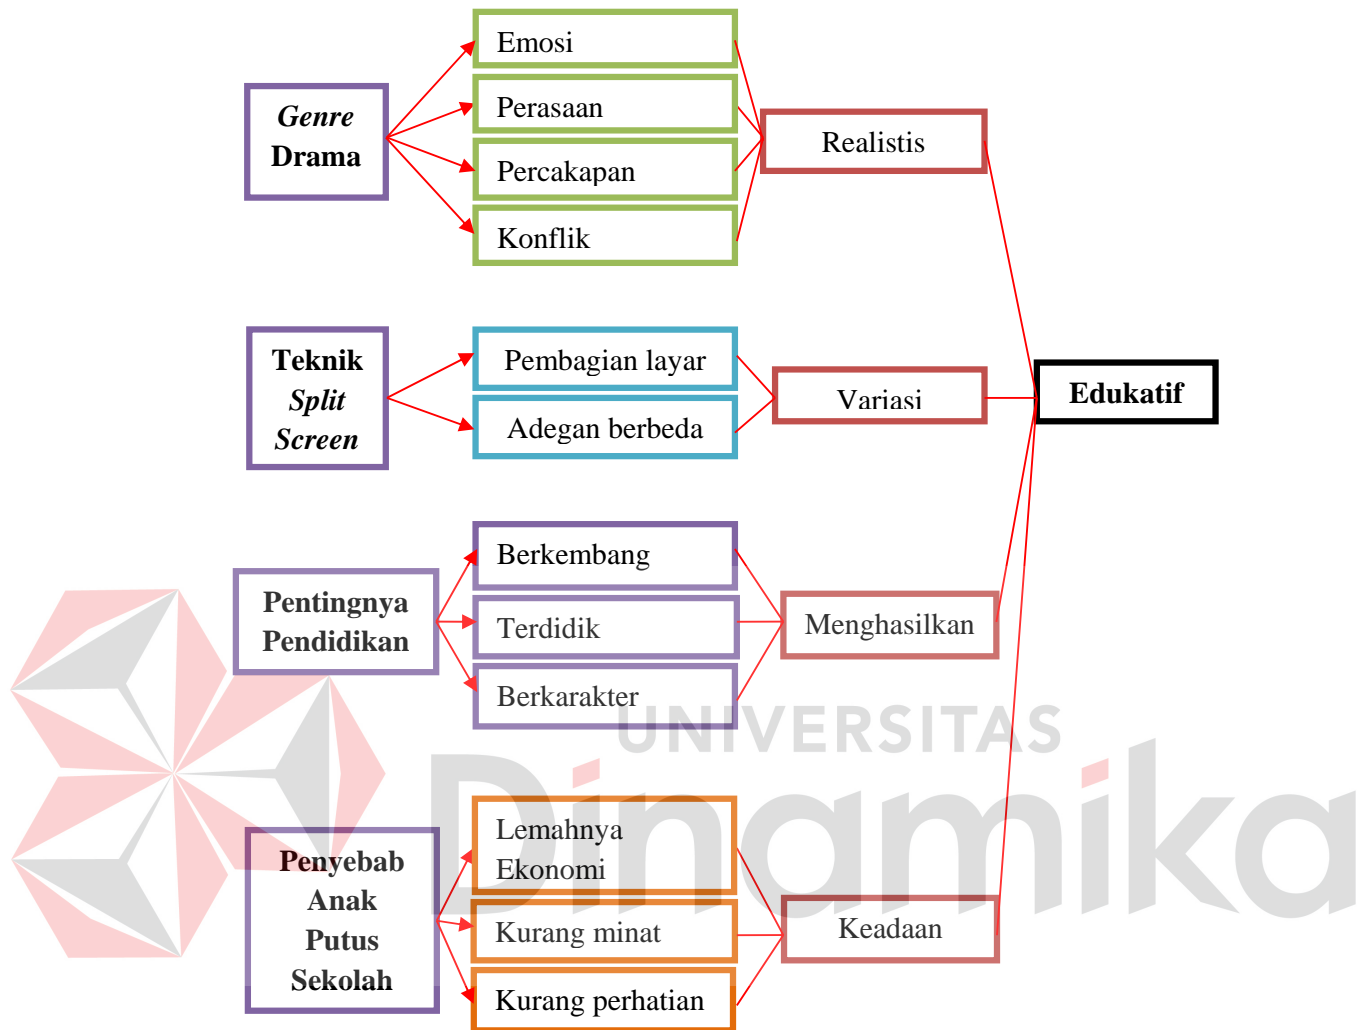 Genre
Drama
Emosi
Perasaan
Percakapan
Konflik
Realistis
Teknik
Split
Screen
Pembagian layar
Adegan berbeda
Variasi
Edukatif
Pentingnya
Pendidikan
Berkembang
Terdidik
Berkarakter
Menghasilkan
UNIVERSITAS
Dinamika
Penyebab
Anak
Putus
Sekolah
Lemahnya
Ekonomi
Kurang minat
Kurang perhatian
Keadaan